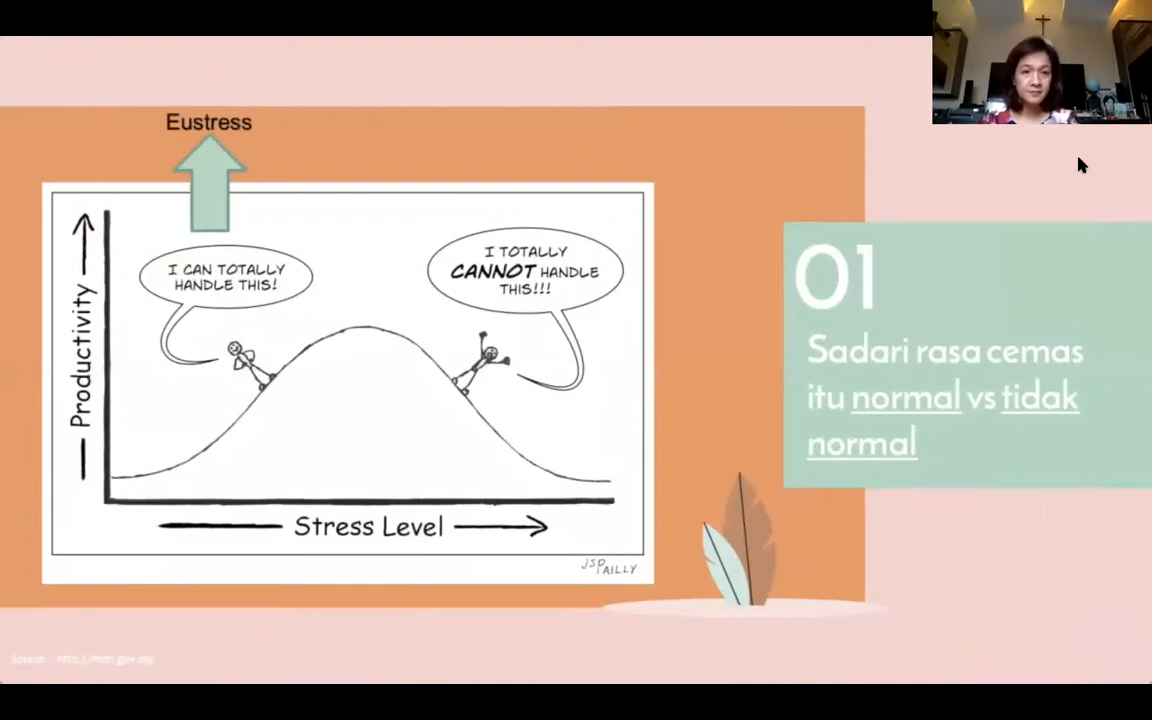 Eustress
I CAN TOTALLY
HANDLE THIS!
I TOTALLY
CANNOT HANDLE
THIS!!!
Productivity
Stress Level
JSPAILLY
01
Sadari rasa cemas
itu normal vs tidak
normal